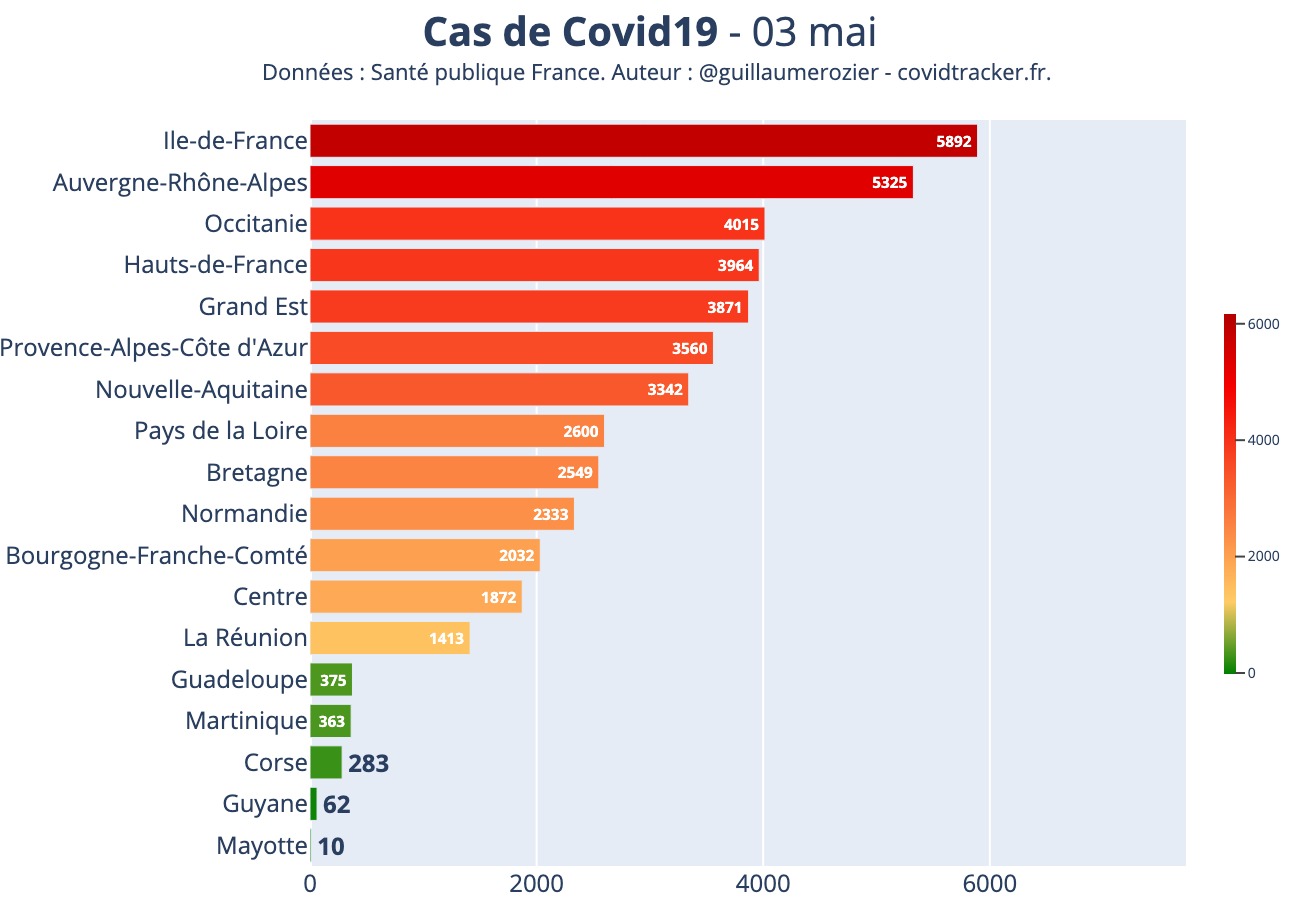 Cas de Covid19 - 03 mai
Données : Santé publique France. Auteur : @guillaumerozier - covidtracker.fr.
Ile-de-France 5892
Auvergne-Rhône-Alpes 5325
Occitanie 4015
Hauts-de-France 3964
Grand Est 3871
Provence-Alpes-Côte d'Azur 3560
Nouvelle-Aquitaine 3342
Pays de la Loire 2600
Bretagne 2549
Normandie 2333
Bourgogne-Franche-Comté 2032
Centre 1872
La Réunion 1413
Guadeloupe 375
Martinique 363
Corse 283
Guyane 62
Mayotte 10
0 2000 4000 6000
6000
4000
2000
0